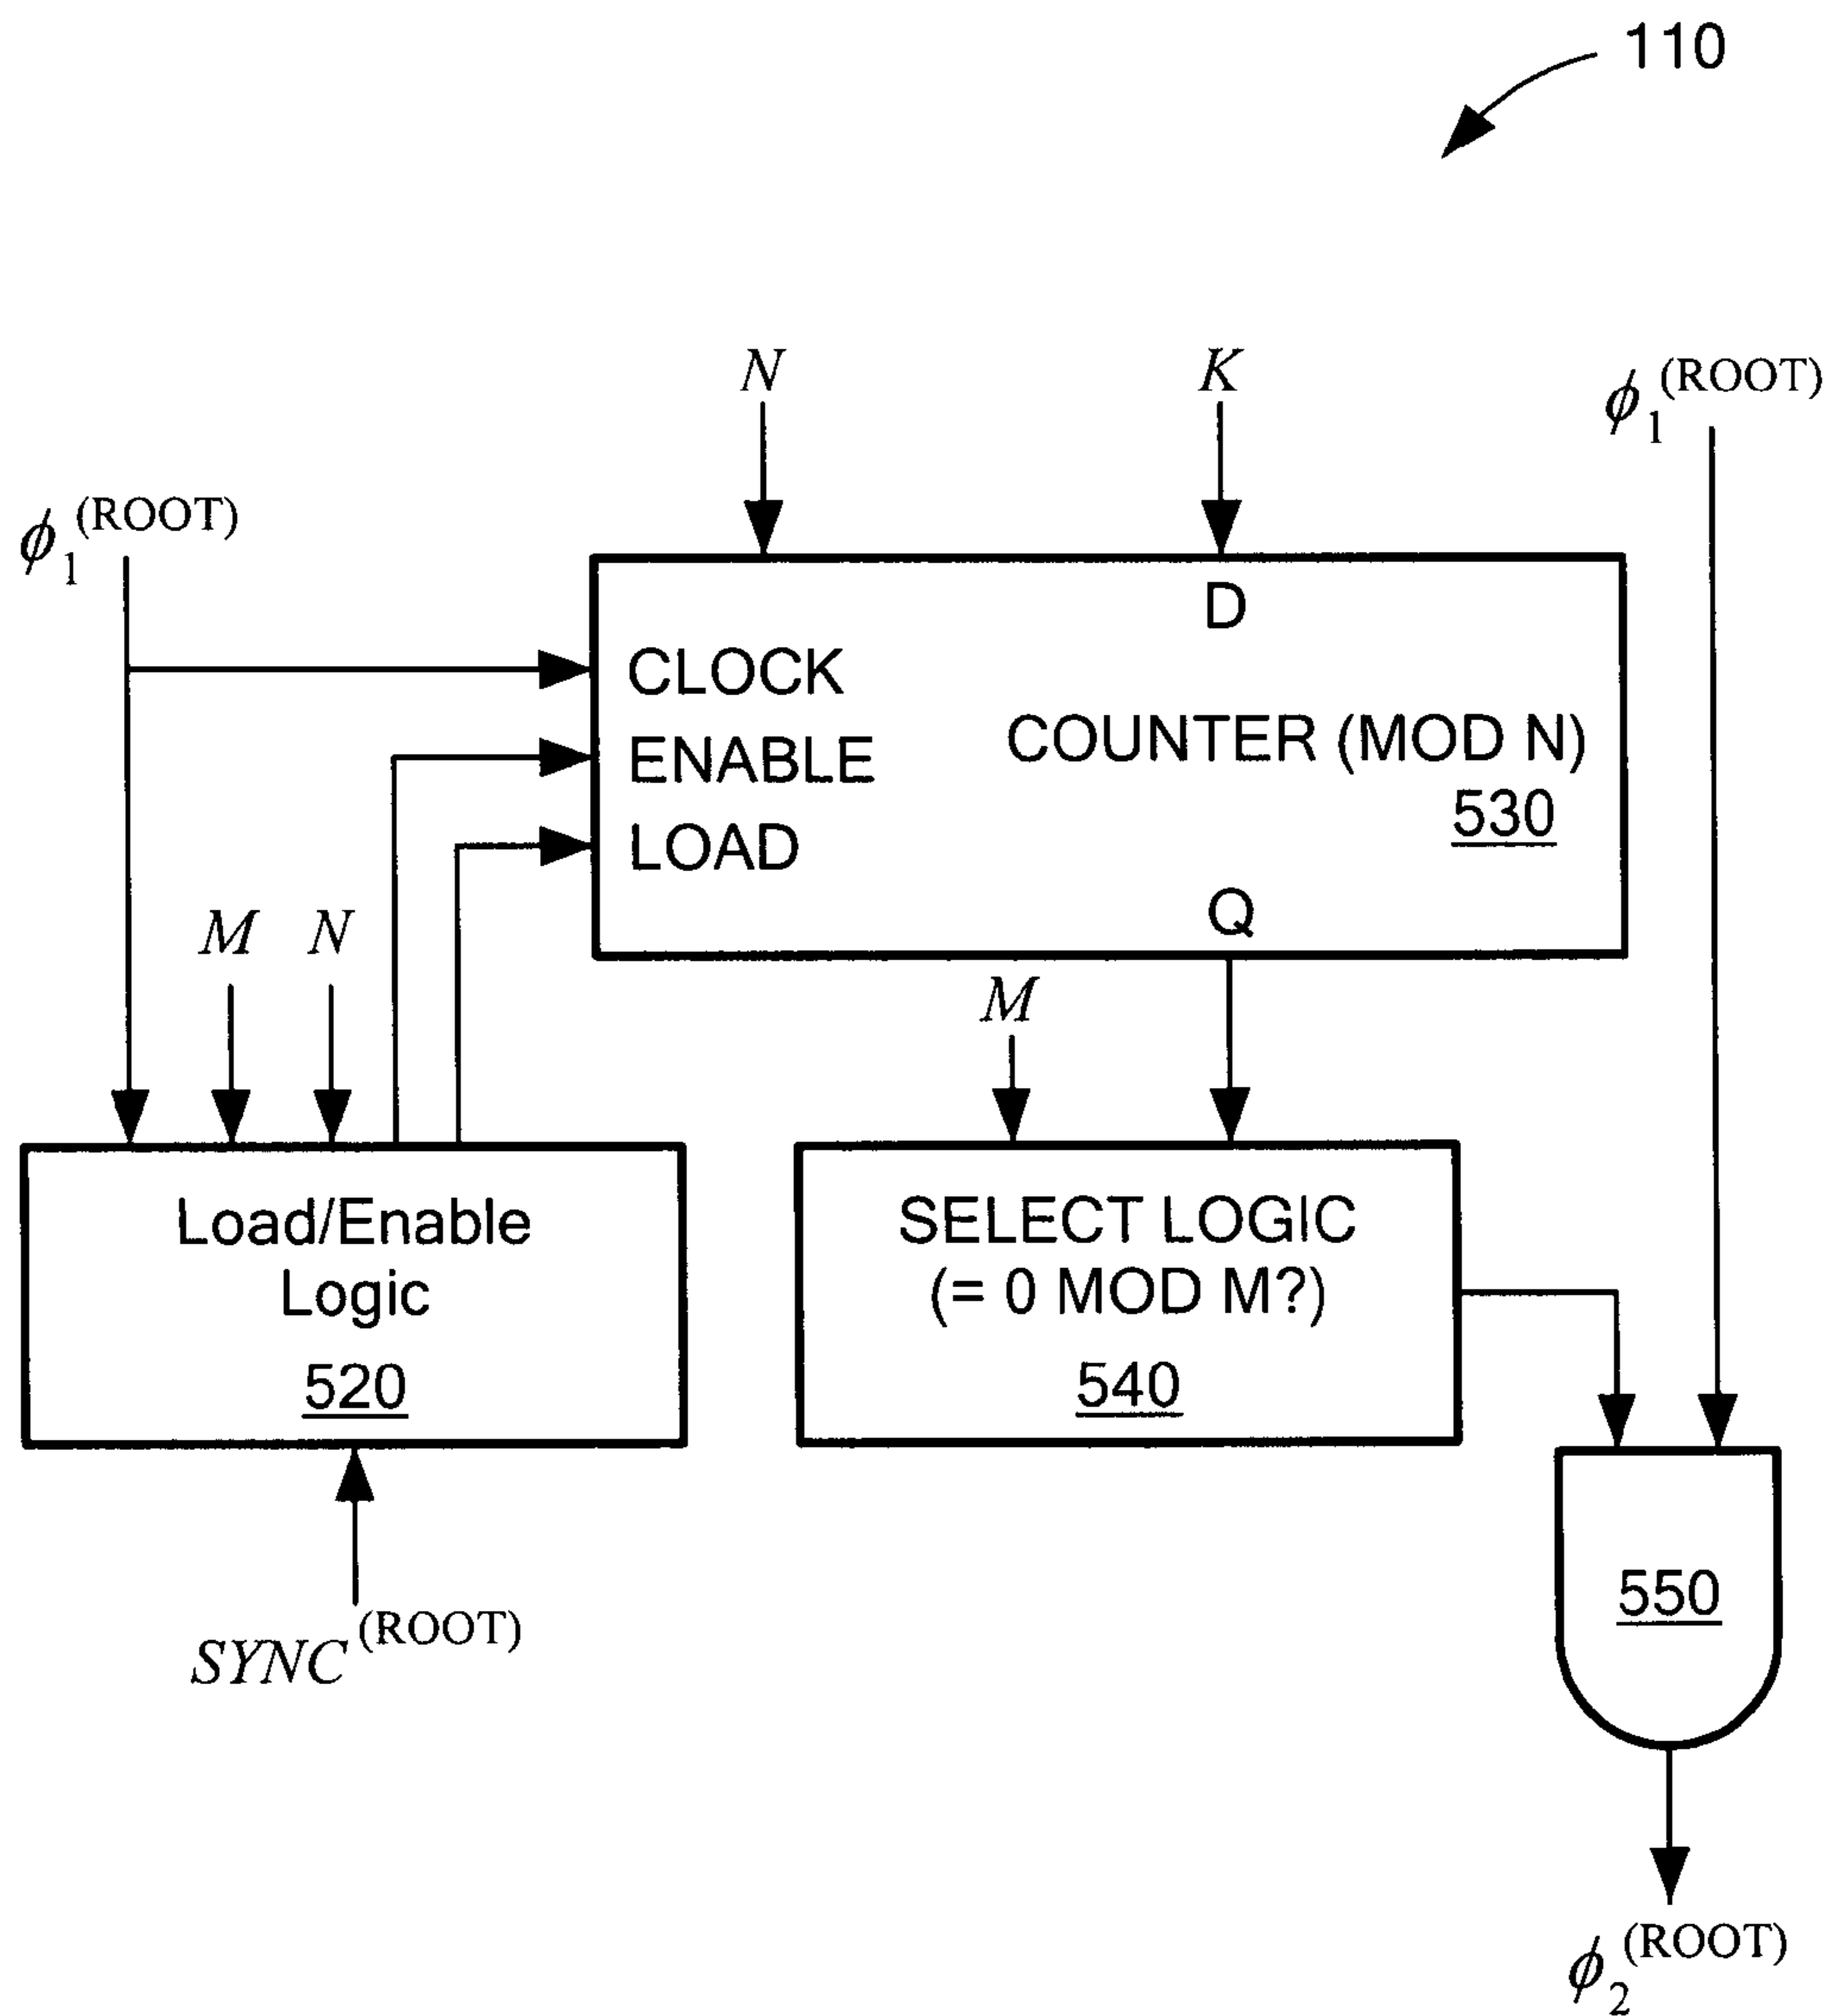 110
N
K
ϕ₁(ROOT)
ϕ₁(ROOT)
D
CLOCK
ENABLE
COUNTER (MOD N)
530
LOAD
Q
M
N
M
Load/Enable
Logic
520
SELECT LOGIC
(= 0 MOD M?)
540
550
SYNC(ROOT)
ϕ₂(ROOT)